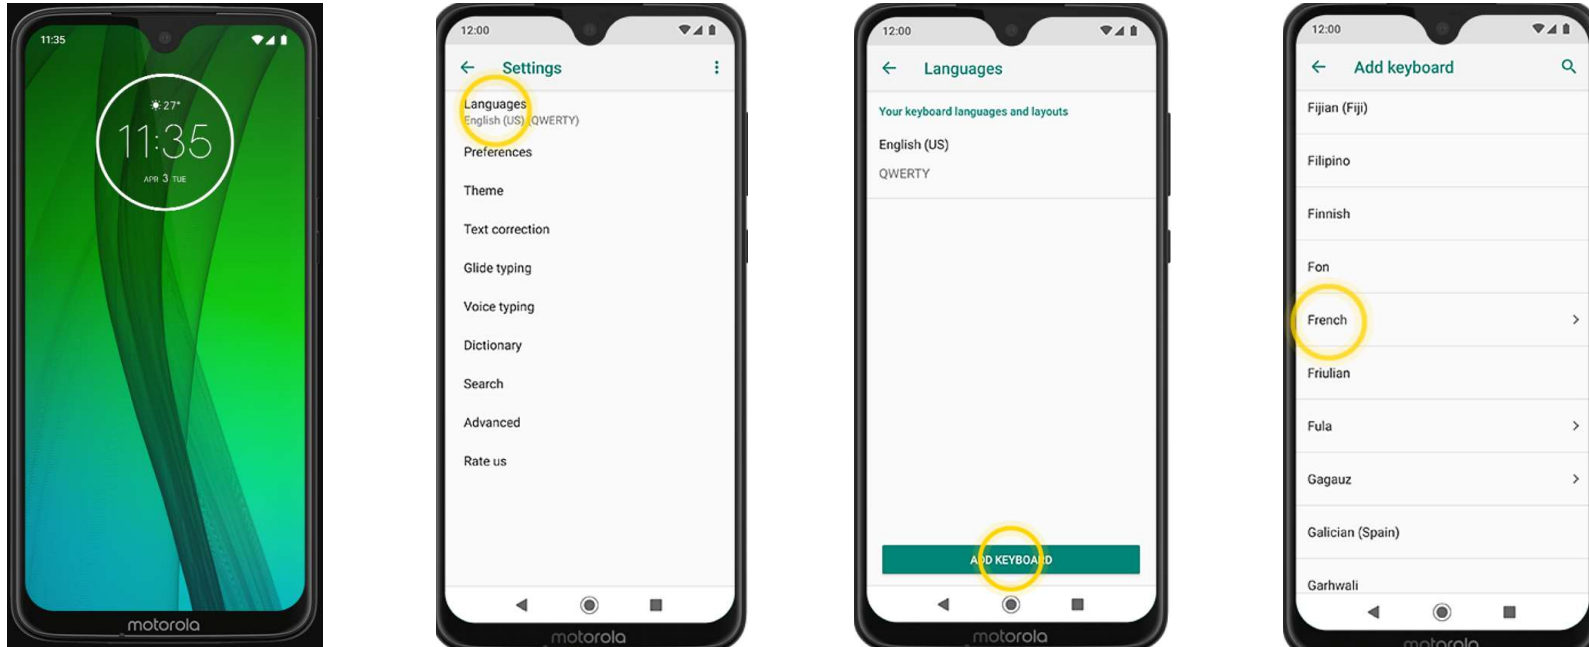 11:35
27°
11:35
APR 3 TUE
motorola
12:00
Settings
Languages
English (US) (QWERTY)
Preferences
Theme
Text correction
Glide typing
Voice typing
Dictionary
Search
Advanced
Rate us
motorola
12:00
Languages
Your keyboard languages and layouts
English (US)
QWERTY
ADD KEYBOARD
motorola
12:00
Add keyboard
Fijian (Fiji)
Filipino
Finnish
Fon
French
Friulian
Fula
Gagauz
Galician (Spain)
Garhwali
motorola